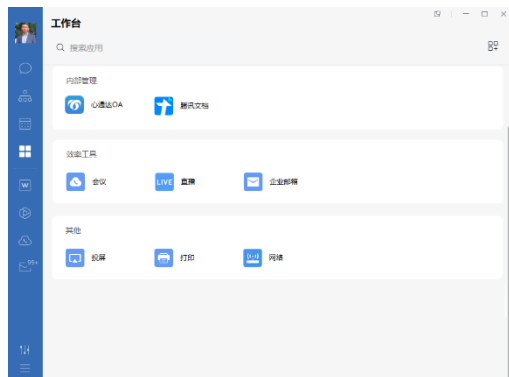 工作台
搜索应用
内部管理
心通达OA
腾讯文档
效率工具
会议
LIVE 直播
企业邮箱
其他
投屏
打印
网络
W
99+